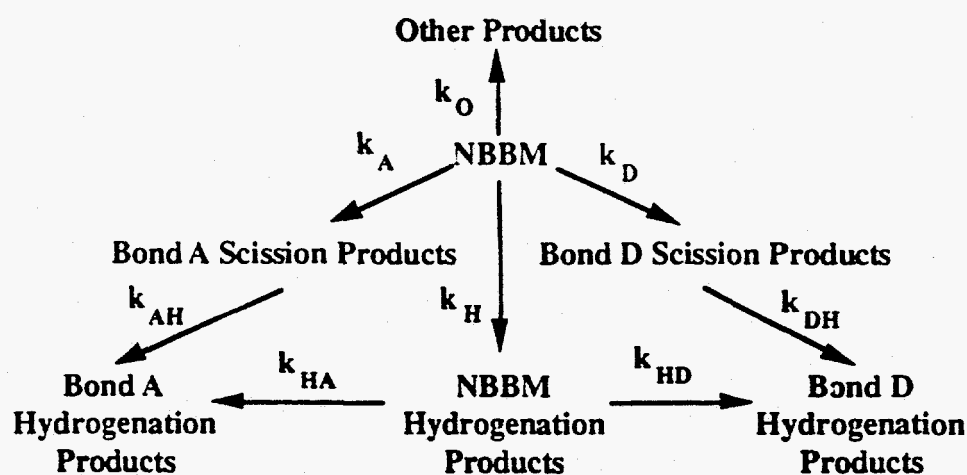 Other Products
k_O
k_A
NBBM
k_D
Bond A Scission Products
Bond D Scission Products
k_AH
k_H
k_DH
k_HA
k_HD
Bond A
Hydrogenation
Products
NBBM
Hydrogenation
Products
Bond D
Hydrogenation
Products